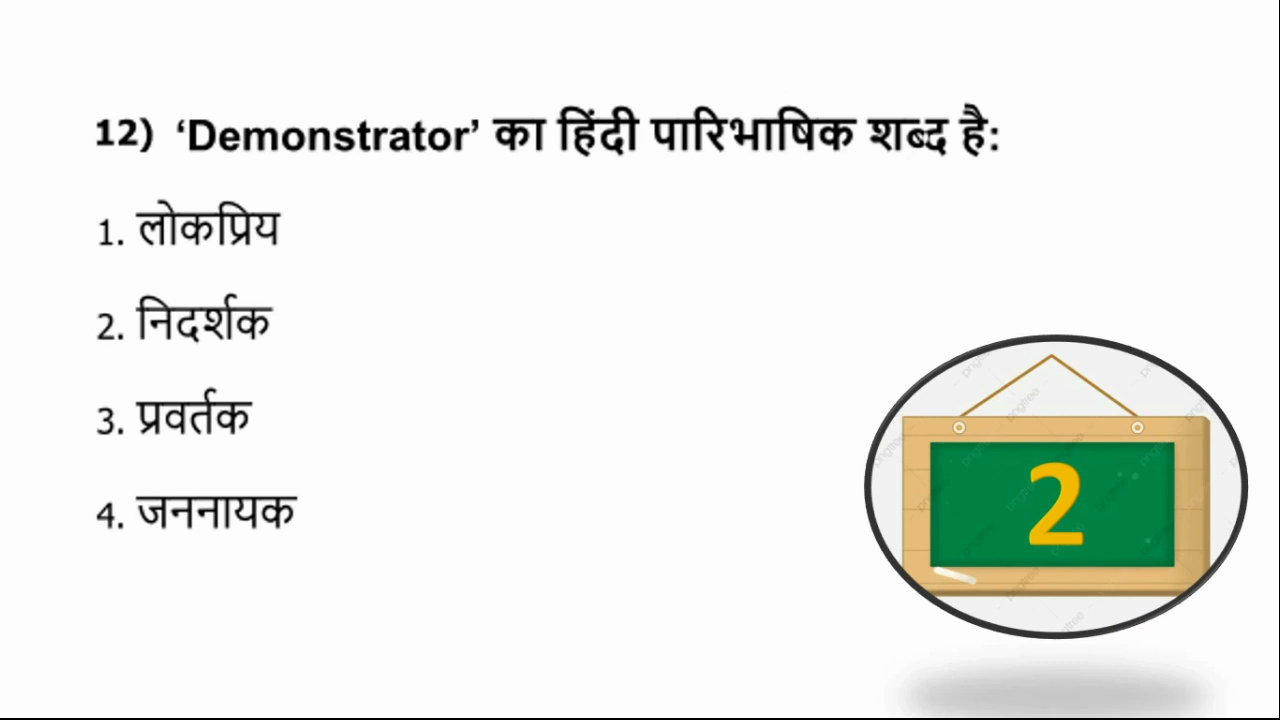 12) ‘Demonstrator’ का हिंदी पारिभाषिक शब्द है:
1. लोकप्रिय
2. निदर्शक
3. प्रवर्तक
4. जननायक
2